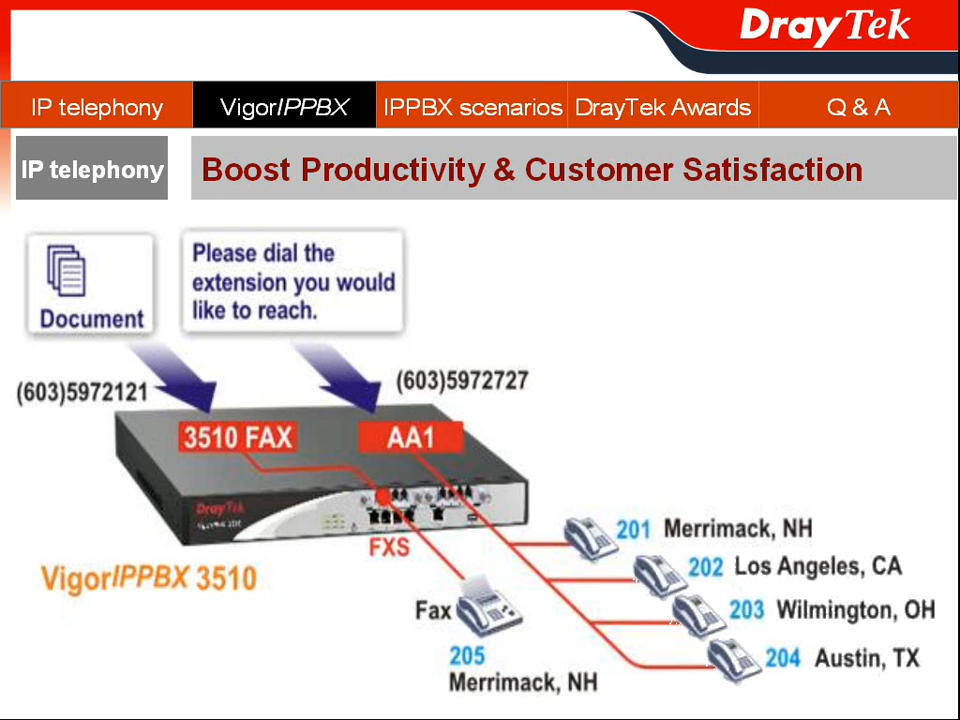 DrayTek
IP telephony
VigorIPPBX
IPPBX scenarios
DrayTek Awards
Q & A
IP telephony
Boost Productivity & Customer Satisfaction
Document
Please dial the
extension you would
like to reach.
(603)5972121
(603)5972727
3510 FAX
AA1
DrayTek
FXS
VigorIPPBX 3510
201 Merrimack, NH
202 Los Angeles, CA
203 Wilmington, OH
204 Austin, TX
Fax
205
Merrimack, NH